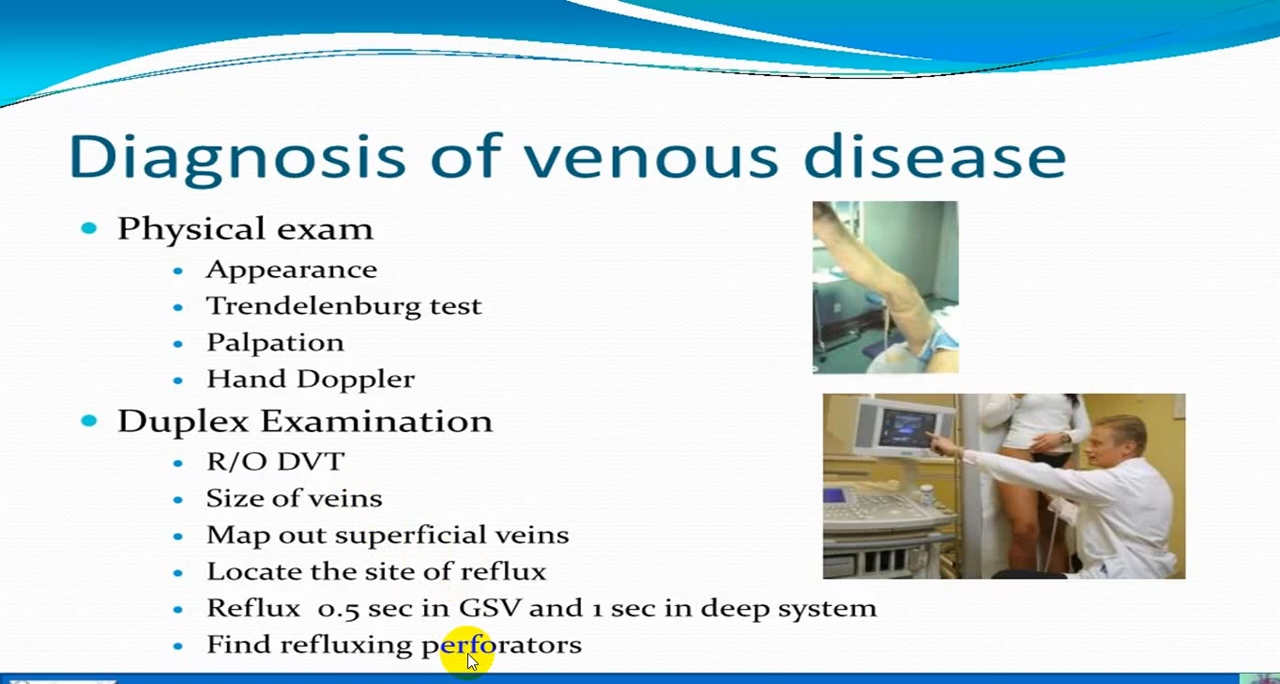 Diagnosis of venous disease
Physical exam
Appearance
Trendelenburg test
Palpation
Hand Doppler
Duplex Examination
R/O DVT
Size of veins
Map out superficial veins
Locate the site of reflux
Reflux 0.5 sec in GSV and 1 sec in deep system
Find refluxing perforators